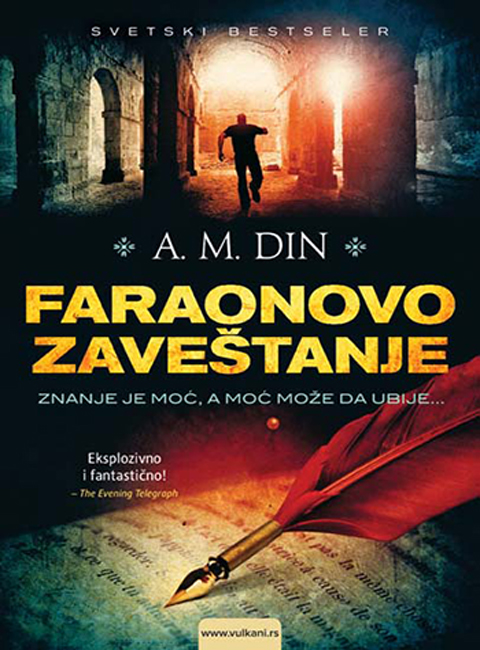 SVETSKI BESTSELER
A. M. DIN
FARAONOVO
ZAVEŠTANJE
ZNANJE JE MOĆ, A MOĆ MOŽE DA UBIJE...
Eksplozivno
i fantastično!
– The Evening Telegraph
www.vulkani.rs